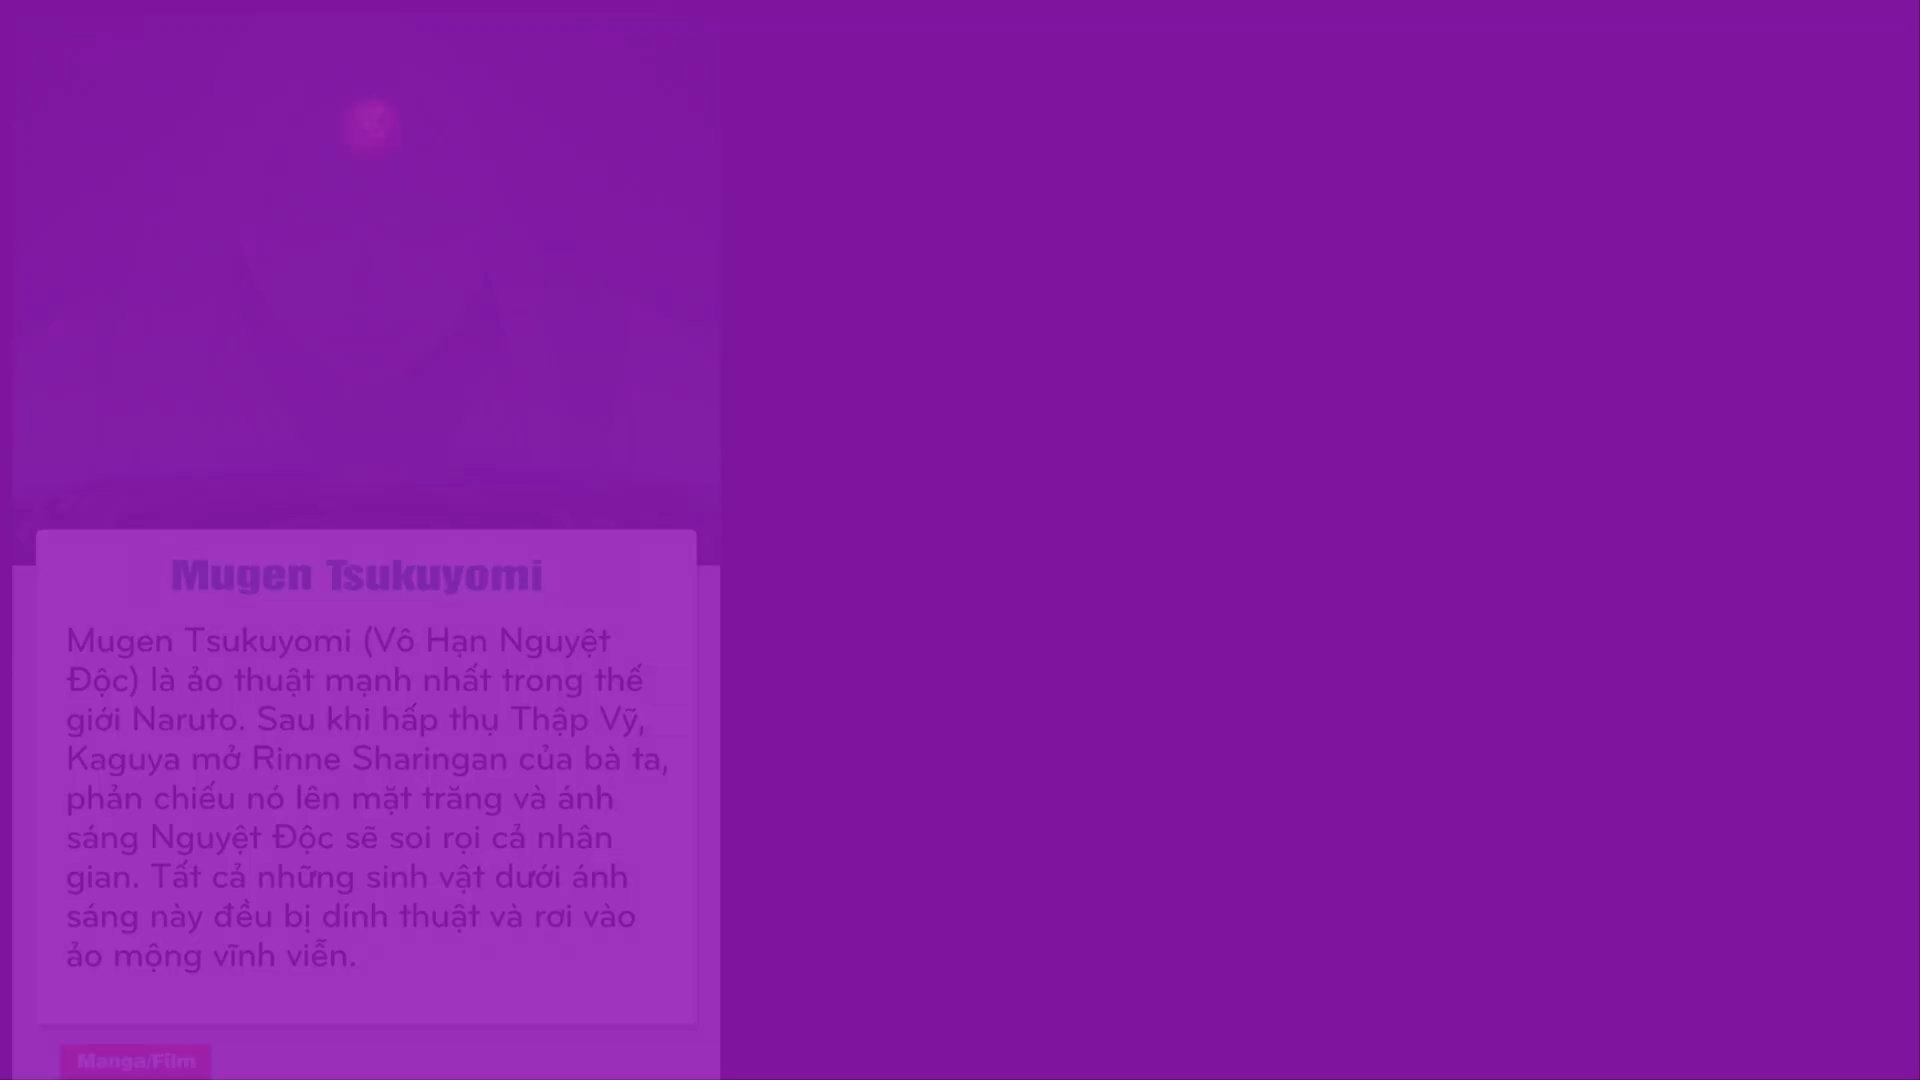 Mugen Tsukuyomi
Mugen Tsukuyomi (Vô Hạn Nguyệt
Độc) là ảo thuật mạnh nhất trong thế
giới Naruto. Sau khi hấp thụ Thập Vỹ,
Kaguya mở Rinne Sharingan của bà ta,
phản chiếu nó lên mặt trăng và ánh
sáng Nguyệt Độc sẽ soi rọi cả nhân
gian. Tất cả những sinh vật dưới ánh
sáng này đều bị dính thuật và rơi vào
ảo mộng vĩnh viễn.
Manga/Film